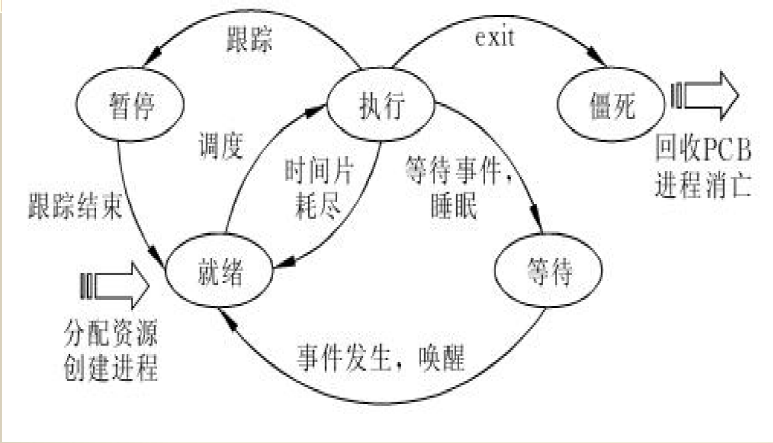 跟踪
exit
暂停
执行
僵死
调度
时间片
耗尽
等待事件，
睡眠
回收PCB
进程消亡
跟踪结束
就绪
等待
分配资源
创建进程
事件发生，唤醒